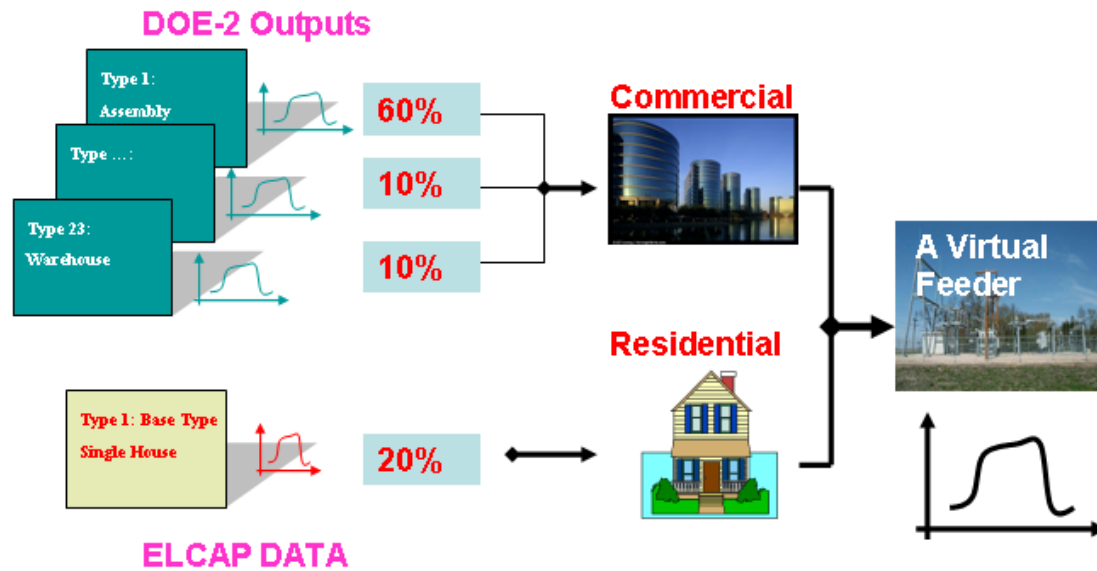 DOE-2 Outputs
Type 1:
Assembly
Type ...:
Type 23:
Warehouse
60%
10%
10%
Commercial
A Virtual
Feeder
Residential
Type 1: Base Type
Single House
20%
ELCAP DATA